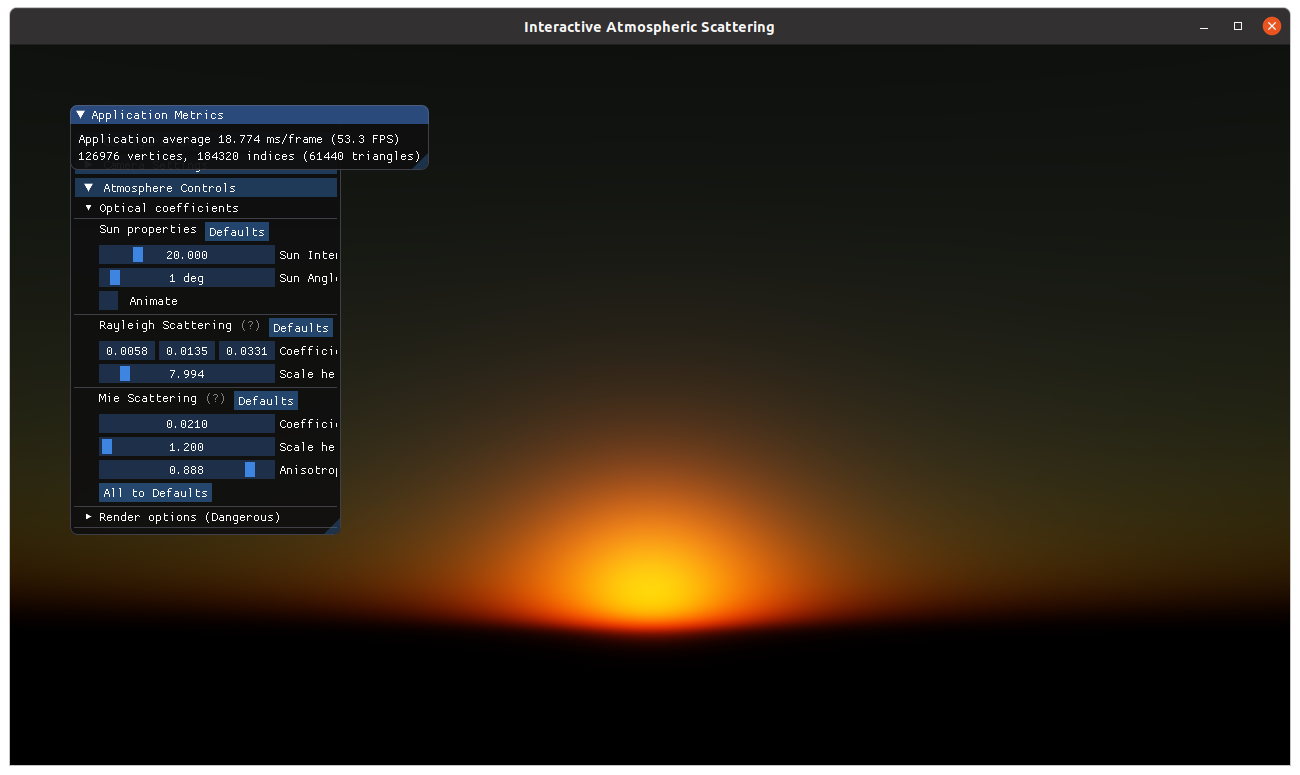 Interactive Atmospheric Scattering
Application Metrics
Application average 18.774 ms/frame (53.3 FPS)
126976 vertices, 184320 indices (61440 triangles)
Atmosphere Controls
Optical coefficients
Sun properties Defaults
20.000 Sun Inte
1 deg Sun Angl
Animate
Rayleigh Scattering (?) Defaults
0.0058 0.0135 0.0331 Coeffici
7.994 Scale he
Mie Scattering (?) Defaults
0.0210 Coeffici
1.200 Scale he
0.888 Anisotrop
All to Defaults
Render options (Dangerous)